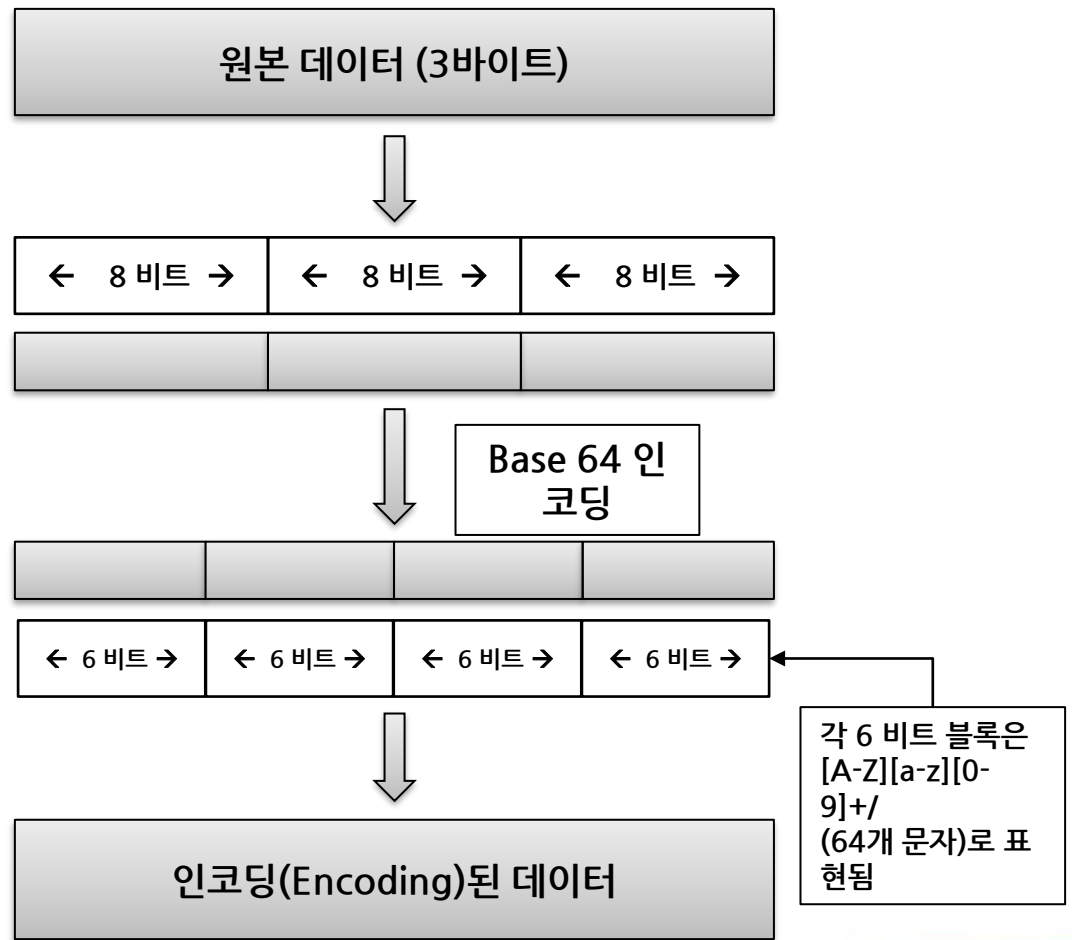 원본 데이터 (3바이트)
← 8 비트 → ← 8 비트 → ← 8 비트 →
Base 64 인
코딩
← 6 비트 → ← 6 비트 → ← 6 비트 → ← 6 비트 →
각 6 비트 블록은
[A-Z][a-z][0-
9]+/
(64개 문자)로 표
현됨
인코딩(Encoding)된 데이터